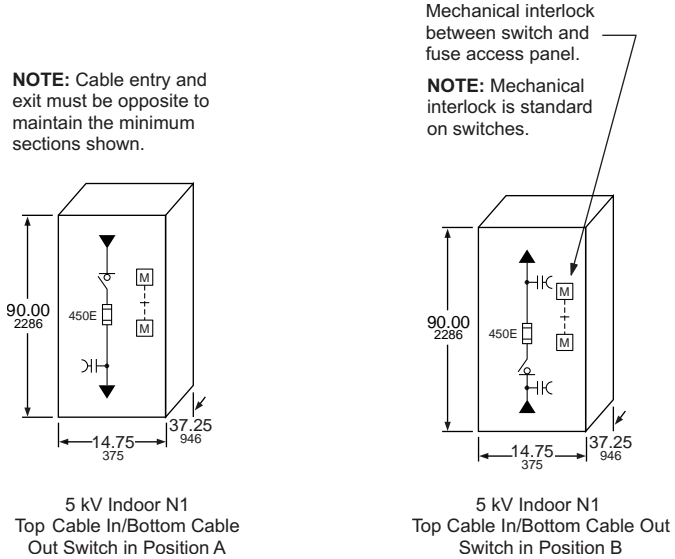 Mechanical interlock
between switch and
fuse access panel.
NOTE: Mechanical
interlock is standard
on switches.
NOTE: Cable entry and
exit must be opposite to
maintain the minimum
sections shown.
M
450E
M
90.00
2286
14.75
375
37.25
946
5 kV Indoor N1
Top Cable In/Bottom Cable
Out Switch in Position A
M
450E
M
90.00
2286
14.75
375
37.25
946
5 kV Indoor N1
Top Cable In/Bottom Cable Out
Switch in Position B